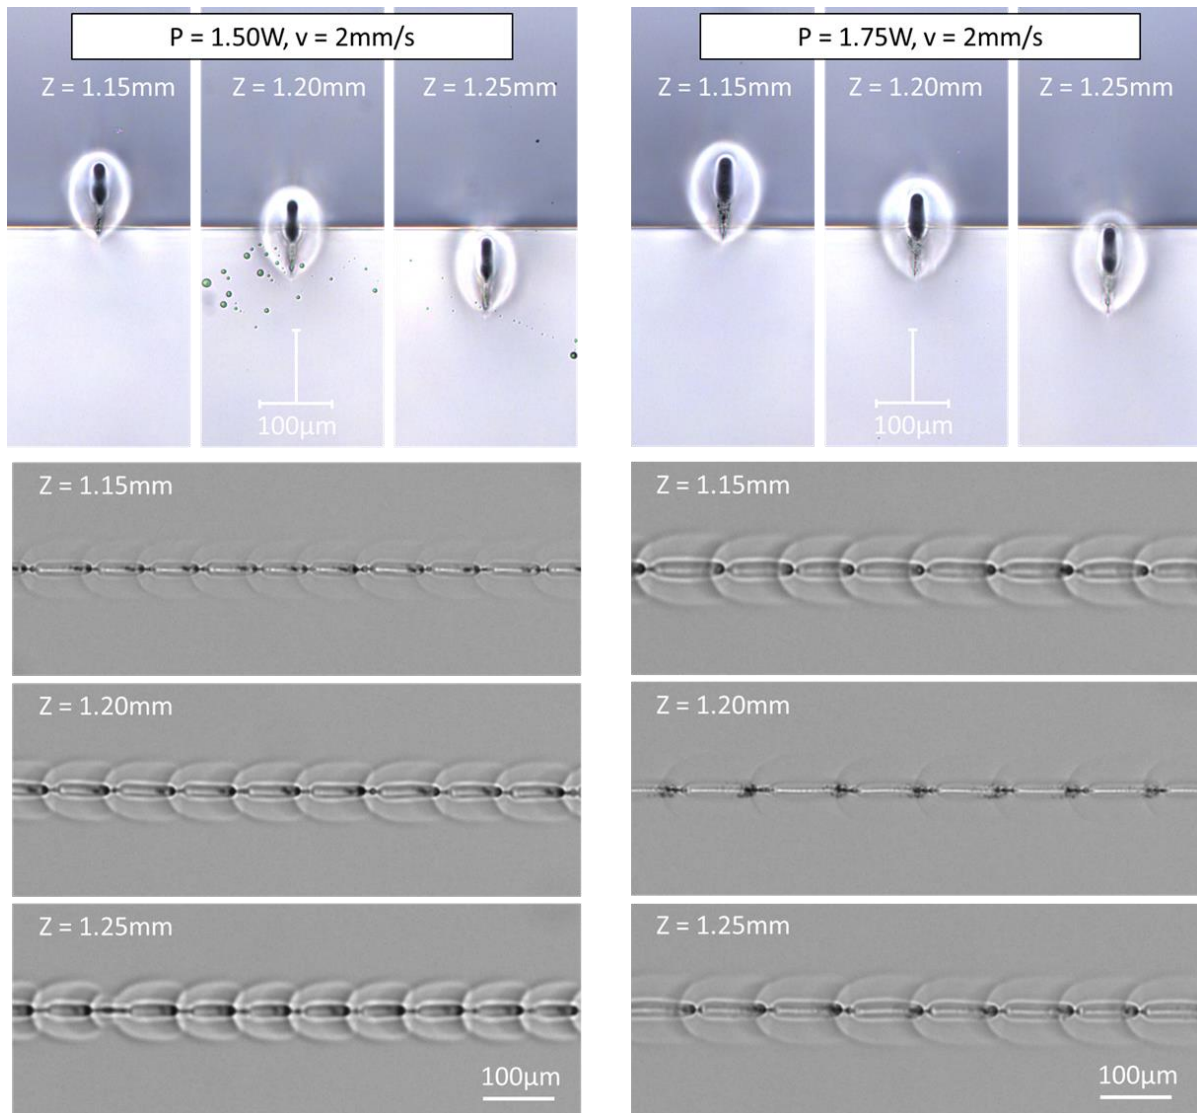 P = 1.50W, v = 2mm/s
Z = 1.15mm
Z = 1.20mm
Z = 1.25mm
100μm
Z = 1.15mm
Z = 1.20mm
Z = 1.25mm
100μm
P = 1.75W, v = 2mm/s
Z = 1.15mm
Z = 1.20mm
Z = 1.25mm
100μm
Z = 1.15mm
Z = 1.20mm
Z = 1.25mm
100μm